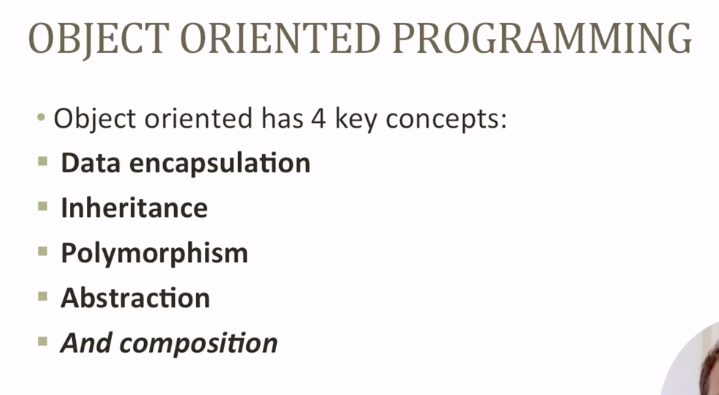 OBJECT ORIENTED PROGRAMMING
• Object oriented has 4 key concepts:
▪ Data encapsulation
▪ Inheritance
▪ Polymorphism
▪ Abstraction
▪ And composition